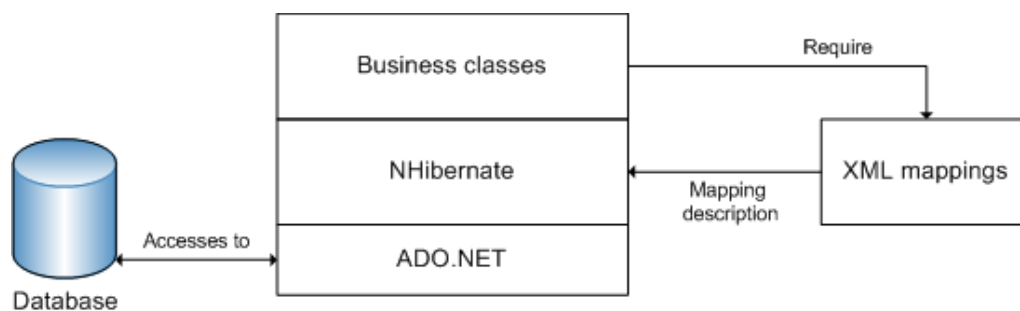 Business classes
Require
NHibernate
XML mappings
Mapping
description
Accesses to
ADO.NET
Database